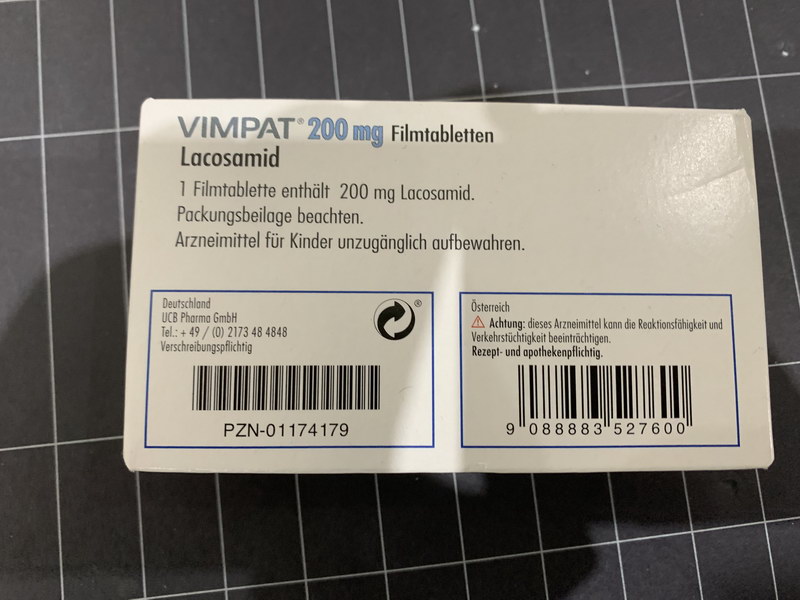 VIMPAT® 200 mg Filmtabletten
Lacosamid
1 Filmtablette enthält 200 mg Lacosamid.
Packungsbeilage beachten.
Arzneimittel für Kinder unzugänglich aufbewahren.
Deutschland
UCB Pharma GmbH
Tel.: + 49 / (0) 2173 48 4848
Verschreibungspflichtig
®
PZN-01174179
Österreich
⚠ Achtung: dieses Arzneimittel kann die Reaktionsfähigkeit und
Verkehrstüchtigkeit beeinträchtigen.
Rezept- und apothekenpflichtig.
9 088883 527600